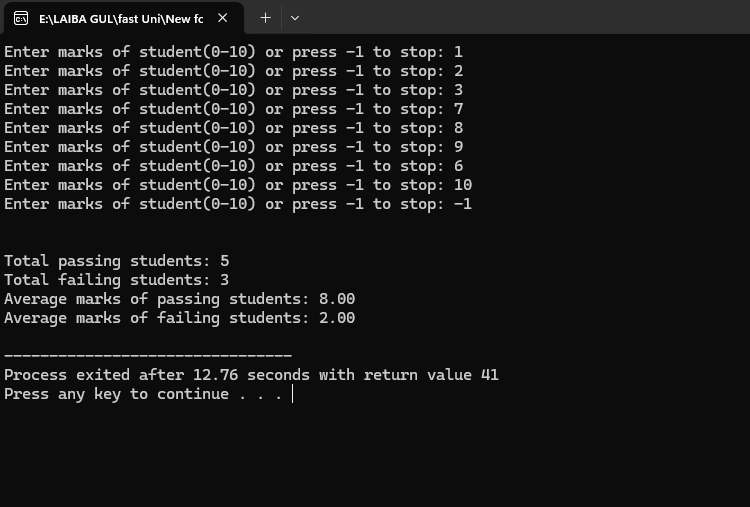 E:\LAIBA GUL\fast Uni\New fc
Enter marks of student(0-10) or press -1 to stop: 1
Enter marks of student(0-10) or press -1 to stop: 2
Enter marks of student(0-10) or press -1 to stop: 3
Enter marks of student(0-10) or press -1 to stop: 7
Enter marks of student(0-10) or press -1 to stop: 8
Enter marks of student(0-10) or press -1 to stop: 9
Enter marks of student(0-10) or press -1 to stop: 6
Enter marks of student(0-10) or press -1 to stop: 10
Enter marks of student(0-10) or press -1 to stop: -1
Total passing students: 5
Total failing students: 3
Average marks of passing students: 8.00
Average marks of failing students: 2.00
--------------------------------
Process exited after 12.76 seconds with return value 41
Press any key to continue . . .